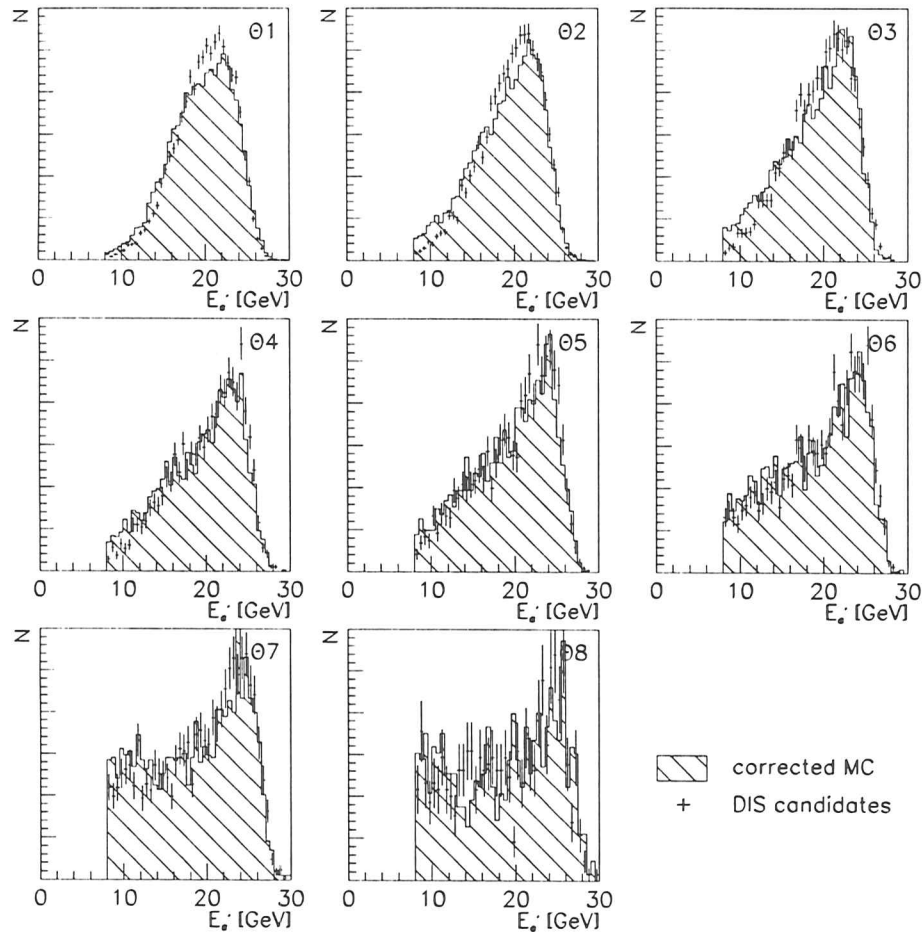 N
Θ1
0 10 20 30
E_e' [GeV]
N
Θ2
0 10 20 30
E_e' [GeV]
N
Θ3
0 10 20 30
E_e' [GeV]
N
Θ4
0 10 20 30
E_e' [GeV]
N
Θ5
0 10 20 30
E_e' [GeV]
N
Θ6
0 10 20 30
E_e' [GeV]
N
Θ7
0 10 20 30
E_e' [GeV]
N
Θ8
0 10 20 30
E_e' [GeV]
corrected MC
DIS candidates